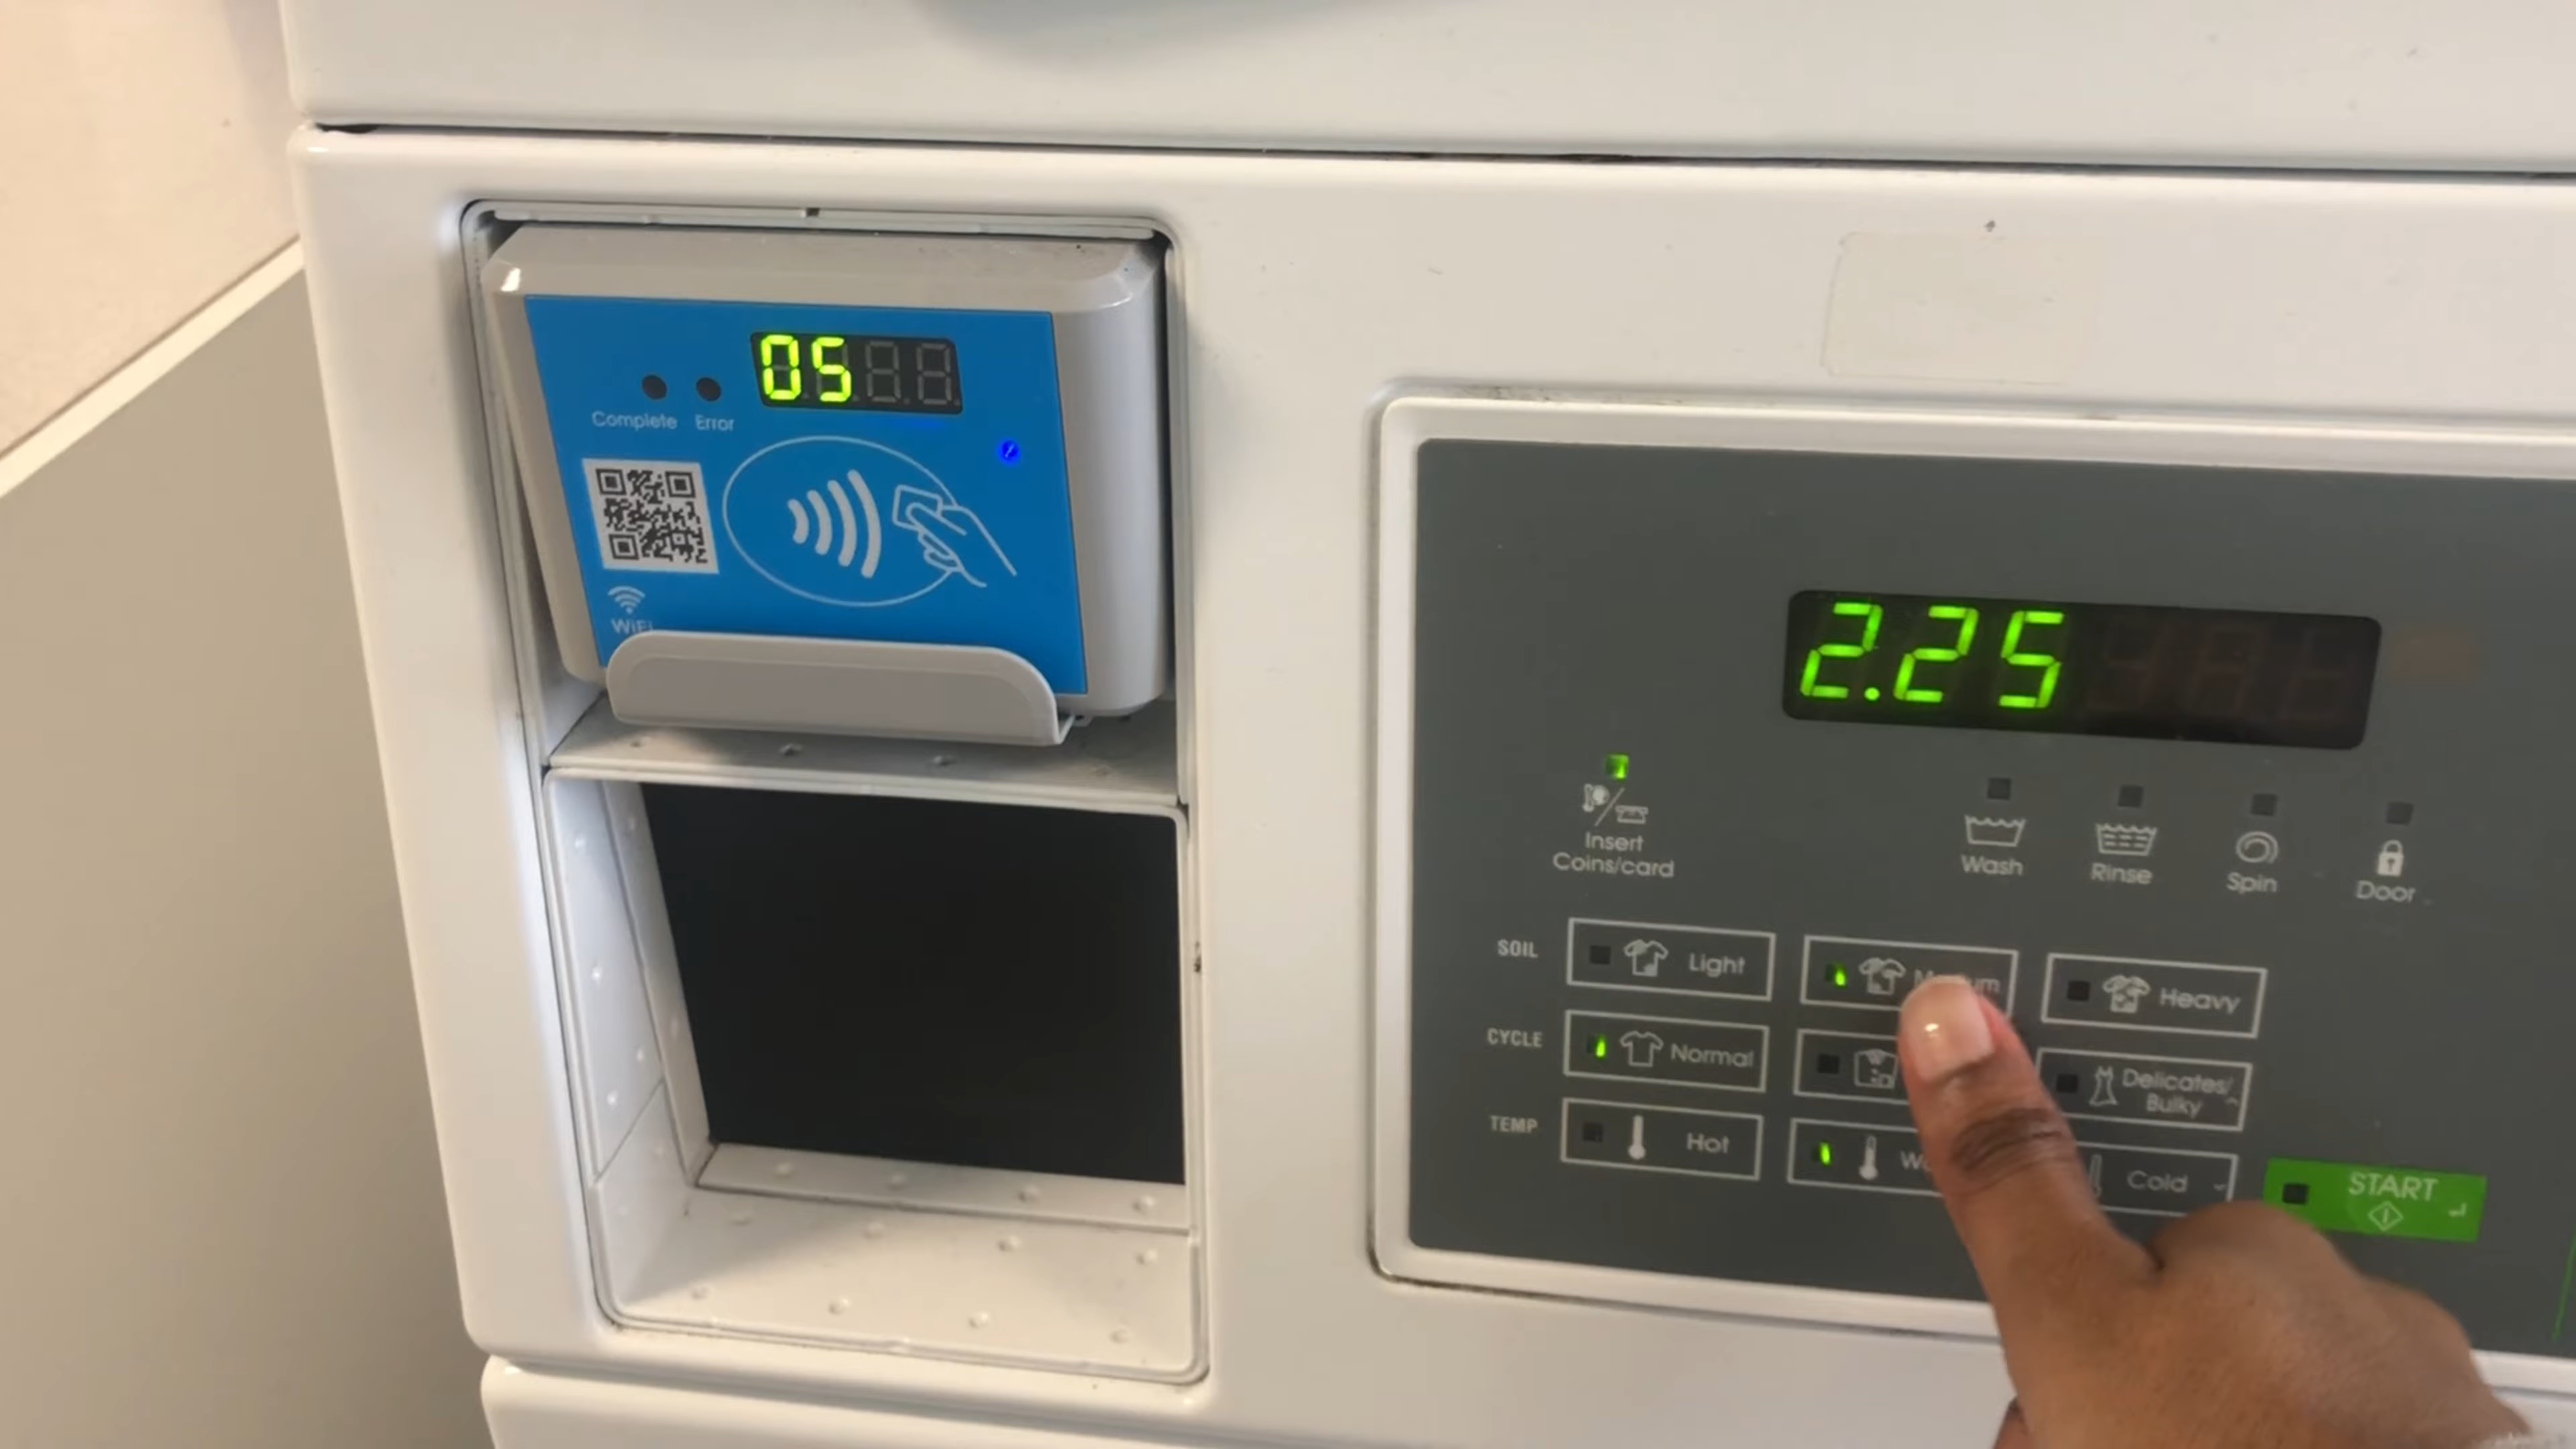 05
Complete Error
WiFi
2.25
Insert
Coins/card
Wash
Rinse
Spin
Door
SOIL
Light
Heavy
CYCLE
Normal
Delicates/
Bulky
TEMP
Hot
Cold
START